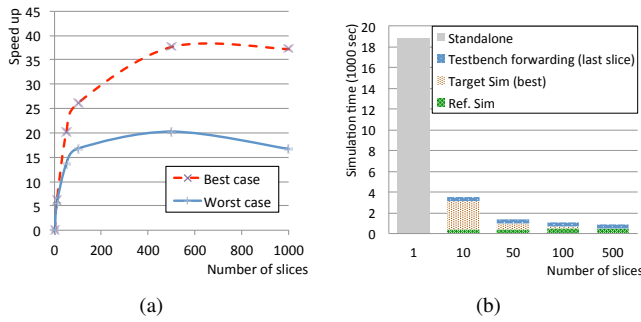 Speed up
45
40
35
30
25
20
15
10
5
0
0 200 400 600 800 1000
Number of slices
Best case
Worst case
(a)
Simulation time (1000 sec)
20
18
16
14
12
10
8
6
4
2
0
1 10 50 100 500
Number of slices
Standalone
Testbench forwarding (last slice)
Target Sim (best)
Ref. Sim
(b)